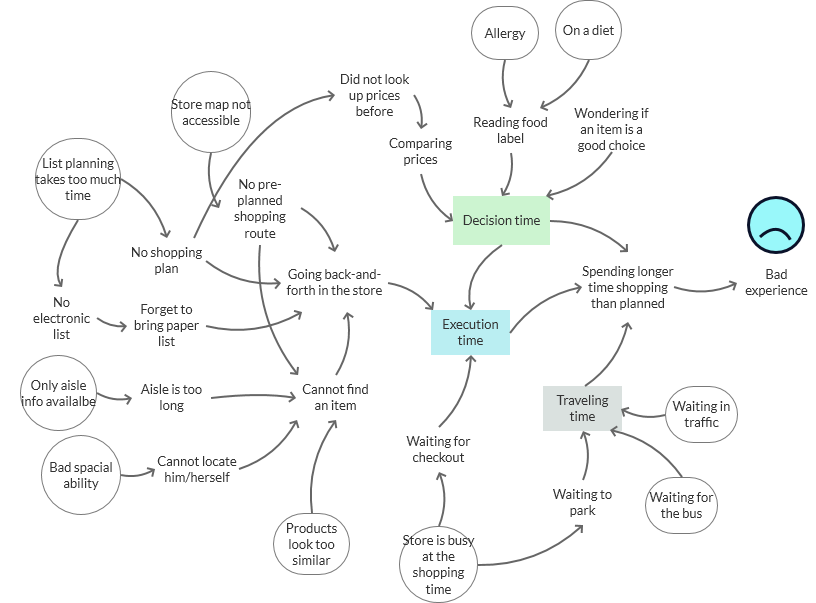 Allergy
On a diet
Did not look
up prices
before
Store map not
accessible
Wondering if
an item is a
good choice
Reading food
label
Comparing
prices
List planning
takes too much
time
No pre-
planned
shopping
route
Decision time
No shopping
plan
Going back-and-
forth in the store
Spending longer
time shopping
than planned
Bad
experience
No
electronic
list
Forget to
bring paper
list
Execution
time
Only aisle
info availalbe
Aisle is too
long
Cannot find
an item
Traveling
time
Waiting in
traffic
Waiting for
checkout
Bad spacial
ability
Cannot locate
him/herself
Waiting to
park
Waiting for
the bus
Products
look too
similar
Store is busy
at the
shopping
time